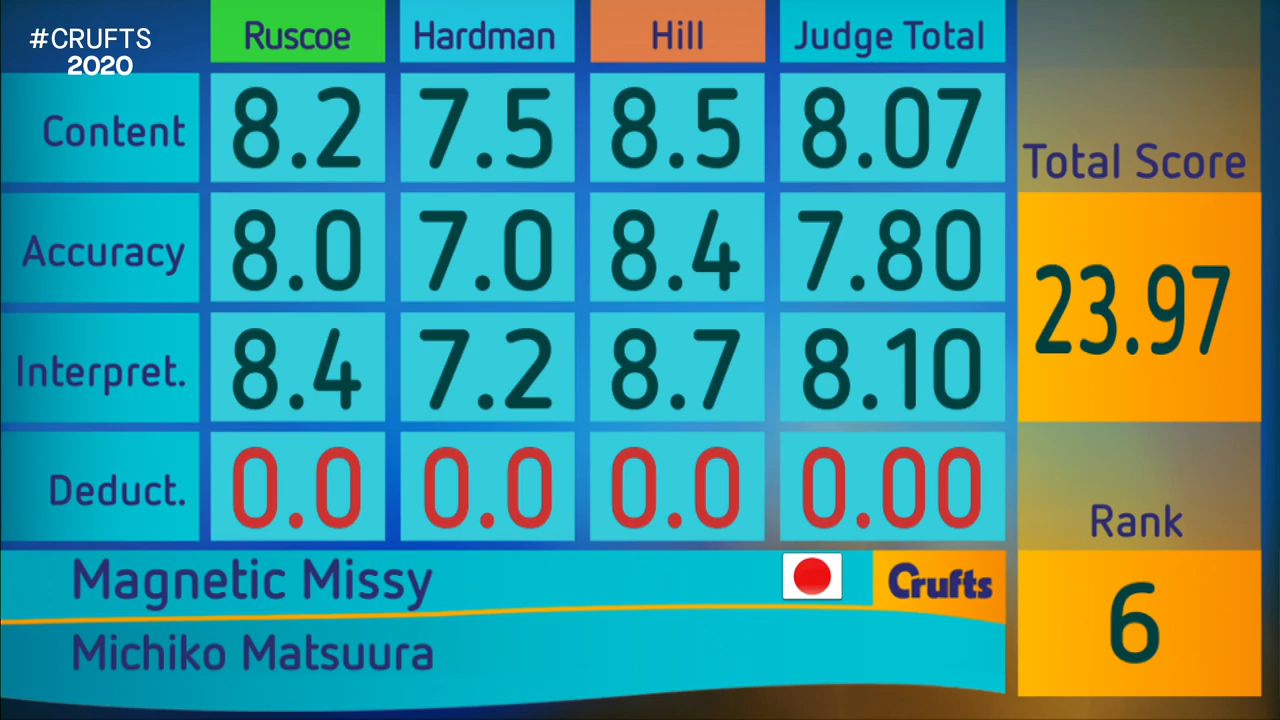 #CRUFTS
2020
Ruscoe Hardman Hill Judge Total
Content 8.2 7.5 8.5 8.07
Total Score
Accuracy 8.0 7.0 8.4 7.80
23.97
Interpret. 8.4 7.2 8.7 8.10
Deduct. 0.0 0.0 0.0 0.00
Rank
6
Magnetic Missy
Crufts
Michiko Matsuura